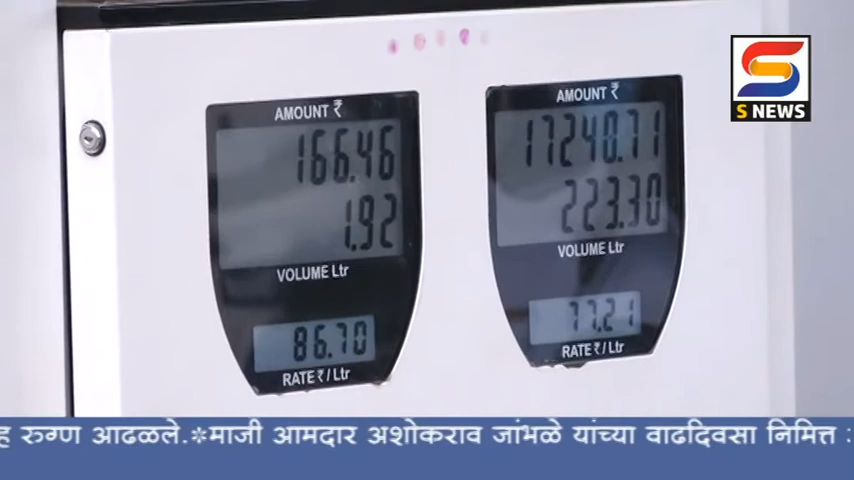 AMOUNT ₹
166.46
1.92
VOLUME Ltr
86.70
RATE ₹/Ltr
AMOUNT ₹
17240.71
223.30
VOLUME Ltr
77.21
RATE ₹/Ltr
S NEWS
रुग्ण आढळले.*माजी आमदार अशोकराव जांभळे यांच्या वाढदिवसा निमित्त :